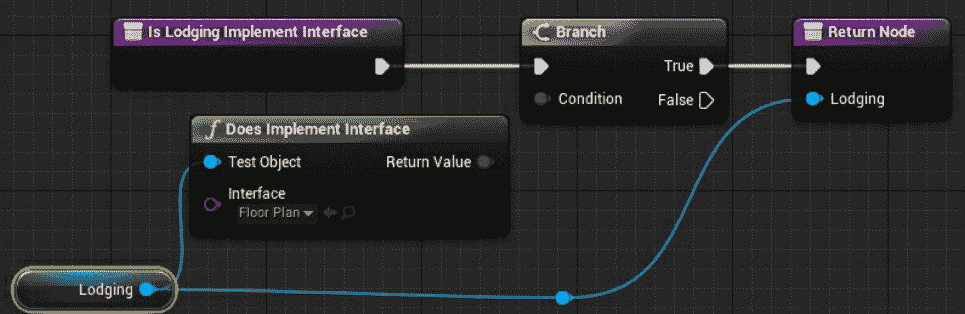 Is Lodging Implement Interface
Branch
Return Node
True
Condition
False
Lodging
Does Implement Interface
Test Object
Return Value
Interface
Floor Plan
Lodging